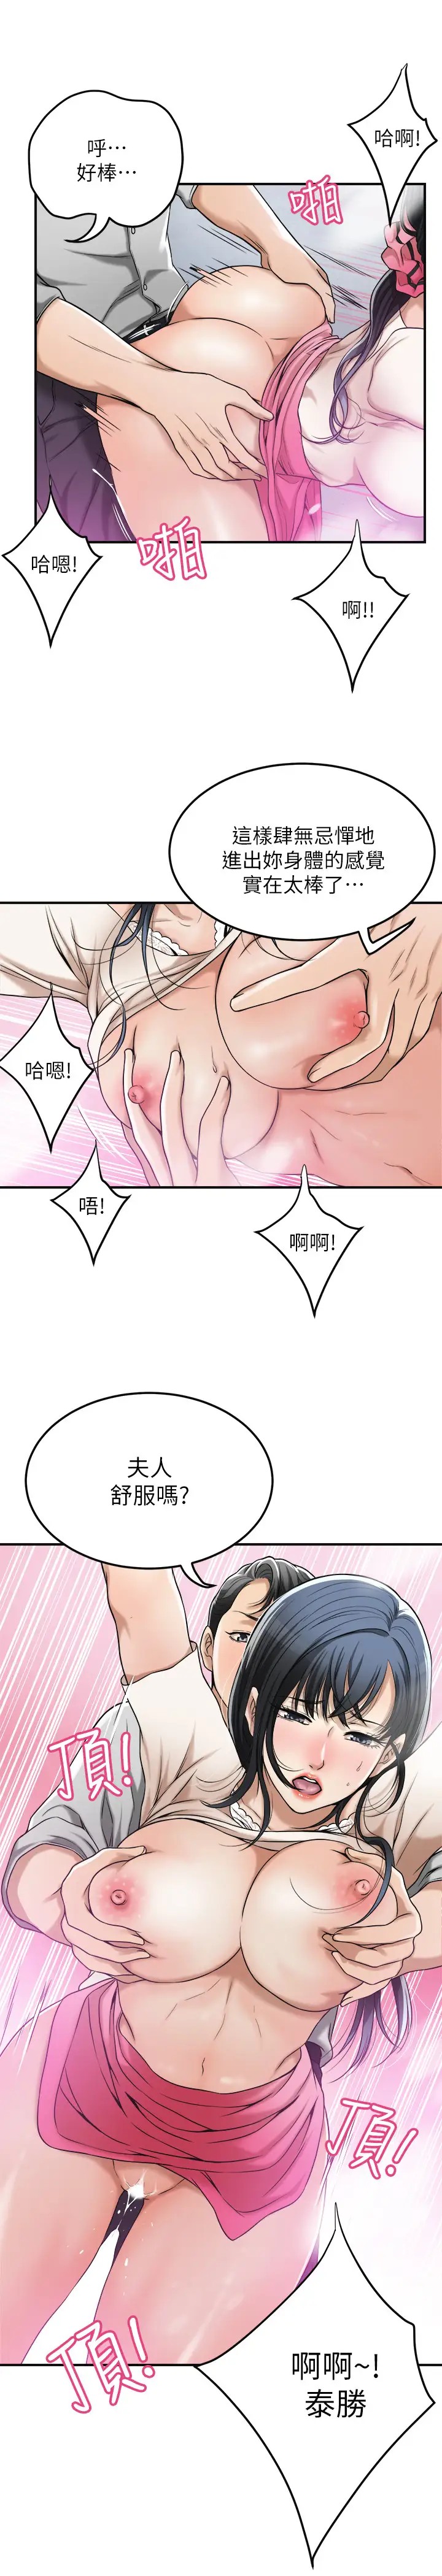 哈啊!
呼…
好棒…
啪
啪
哈嗯!
啊!!
這樣肆無忌憚地
進出妳身體的感覺
實在太棒了…
哈嗯!
唔!
啊啊!
夫人
舒服嗎?
頂!
頂!
頂!
啊啊~!
泰勝